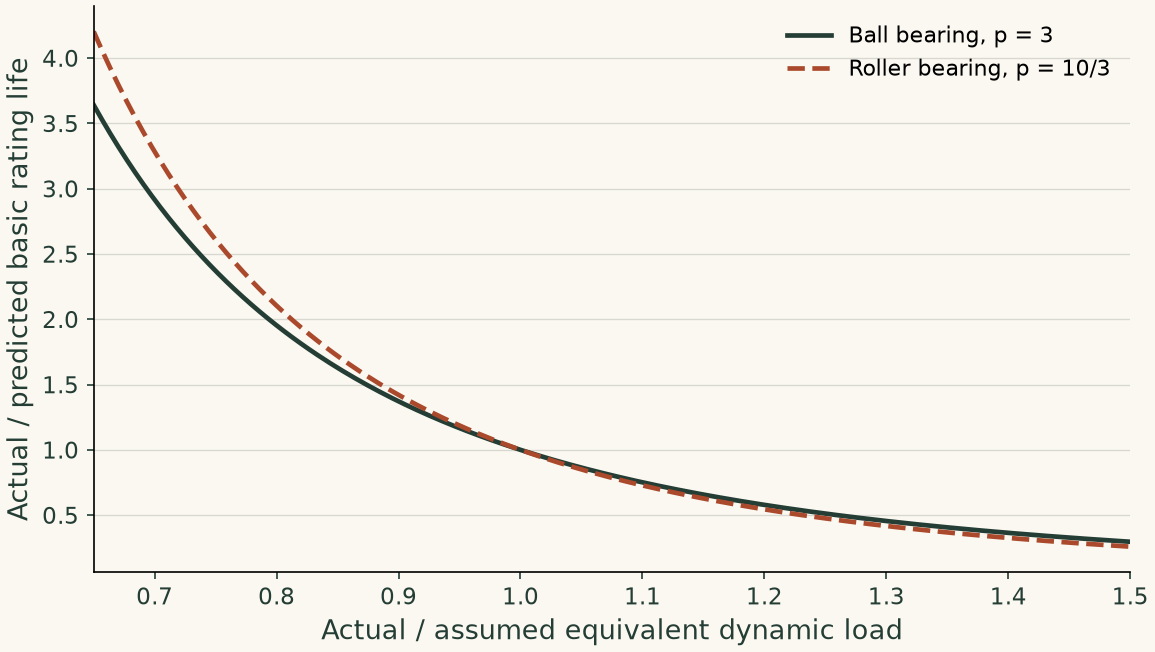 Ball bearing, p = 3
Roller bearing, p = 10/3
Actual / predicted basic rating life
4.0
3.5
3.0
2.5
2.0
1.5
1.0
0.5
0.7 0.8 0.9 1.0 1.1 1.2 1.3 1.4 1.5
Actual / assumed equivalent dynamic load